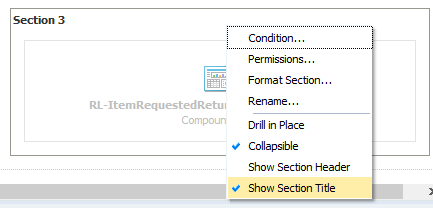 Section 3
Condition...
Permissions...
Format Section...
Rename...
RL-ItemRequestedRetur
Compoun
Drill in Place
Collapsible
Show Section Header
Show Section Title